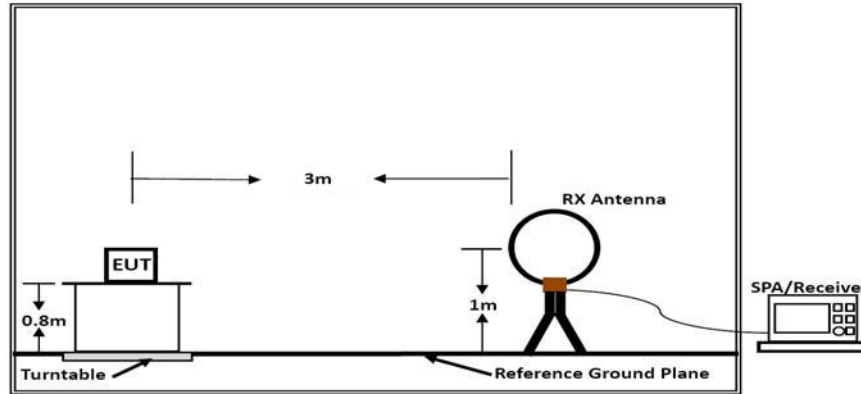 3m
RX Antenna
EUT
SPA/Receive
1m
0.8m
Turntable
Reference Ground Plane